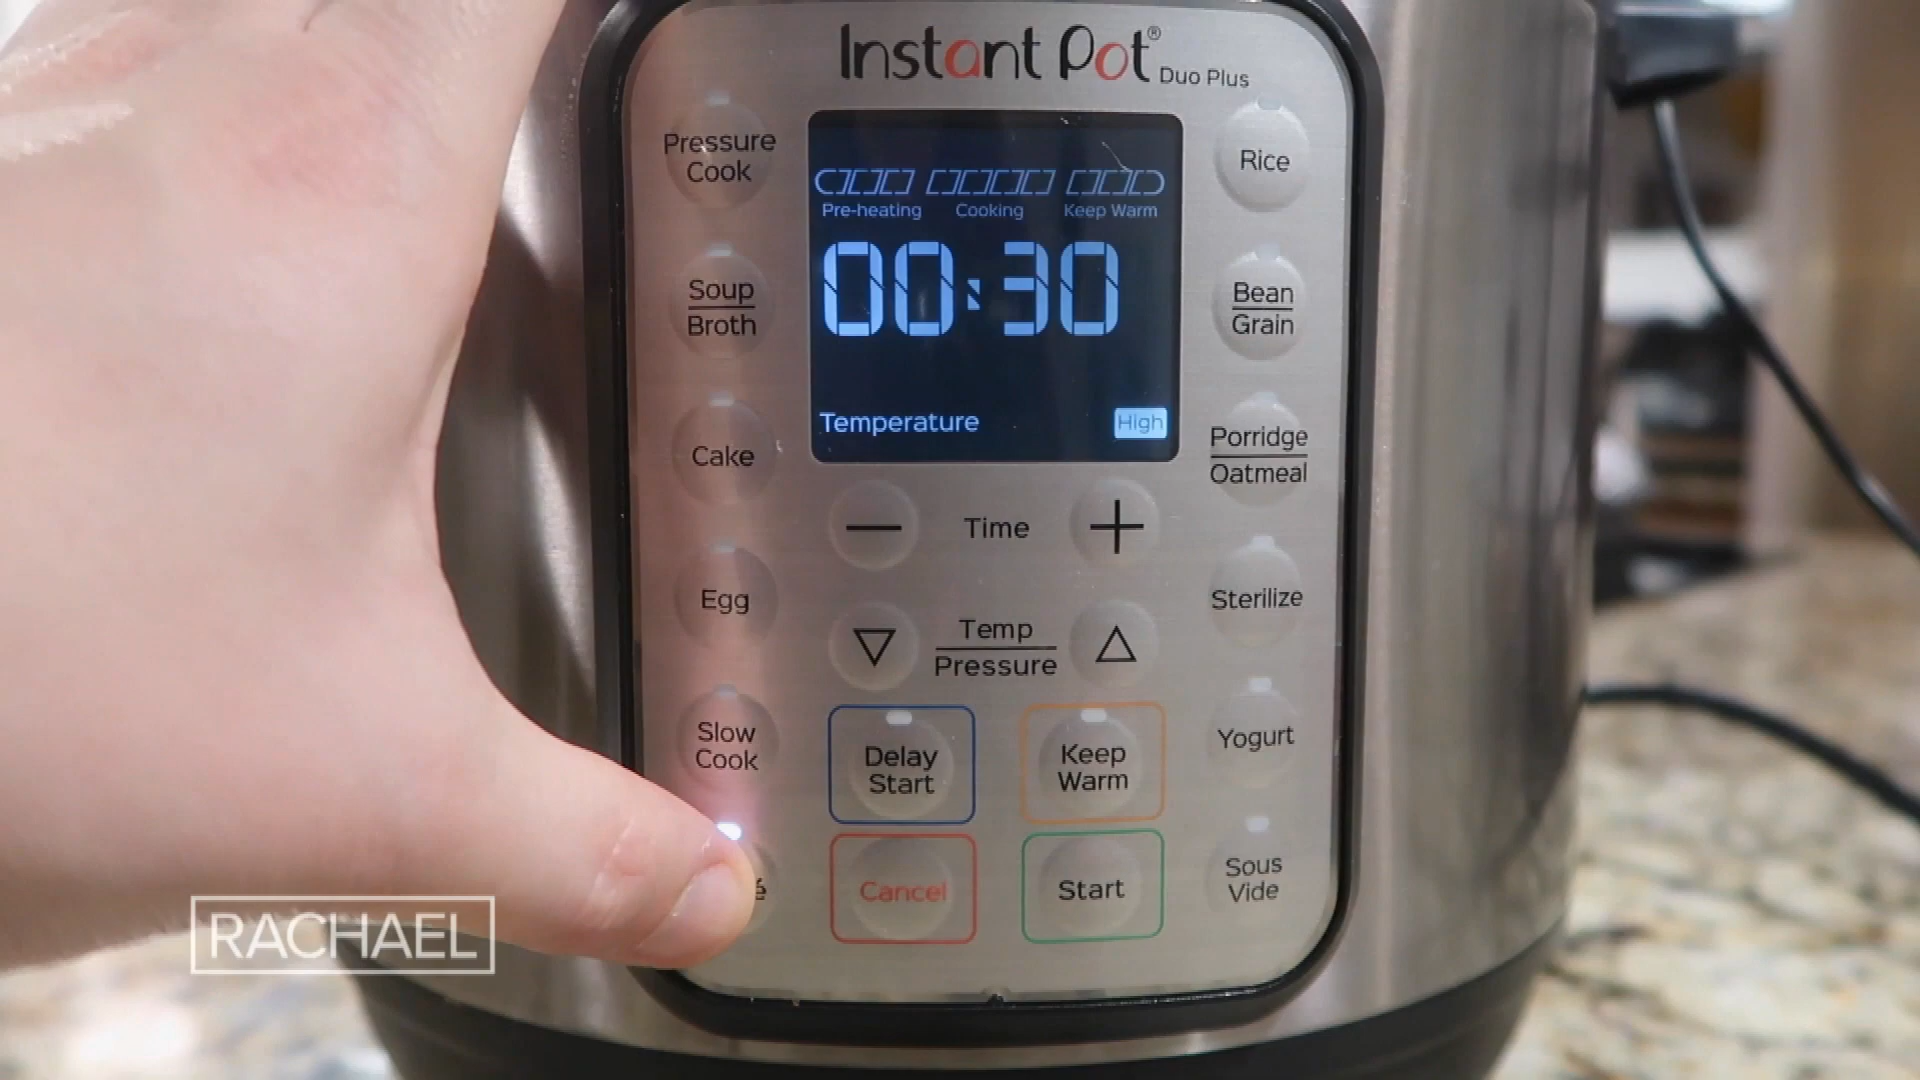 Instant Pot®
Duo Plus
Pressure
Cook
Soup
Broth
Cake
Egg
Slow
Cook
Pre-heating
Cooking
Keep Warm
00:30
Temperature
High
Time
Temp
Pressure
Delay
Start
Keep
Warm
Cancel
Start
Rice
Bean
Grain
Porridge
Oatmeal
Sterilize
Yogurt
Sous
Vide
RACHAEL